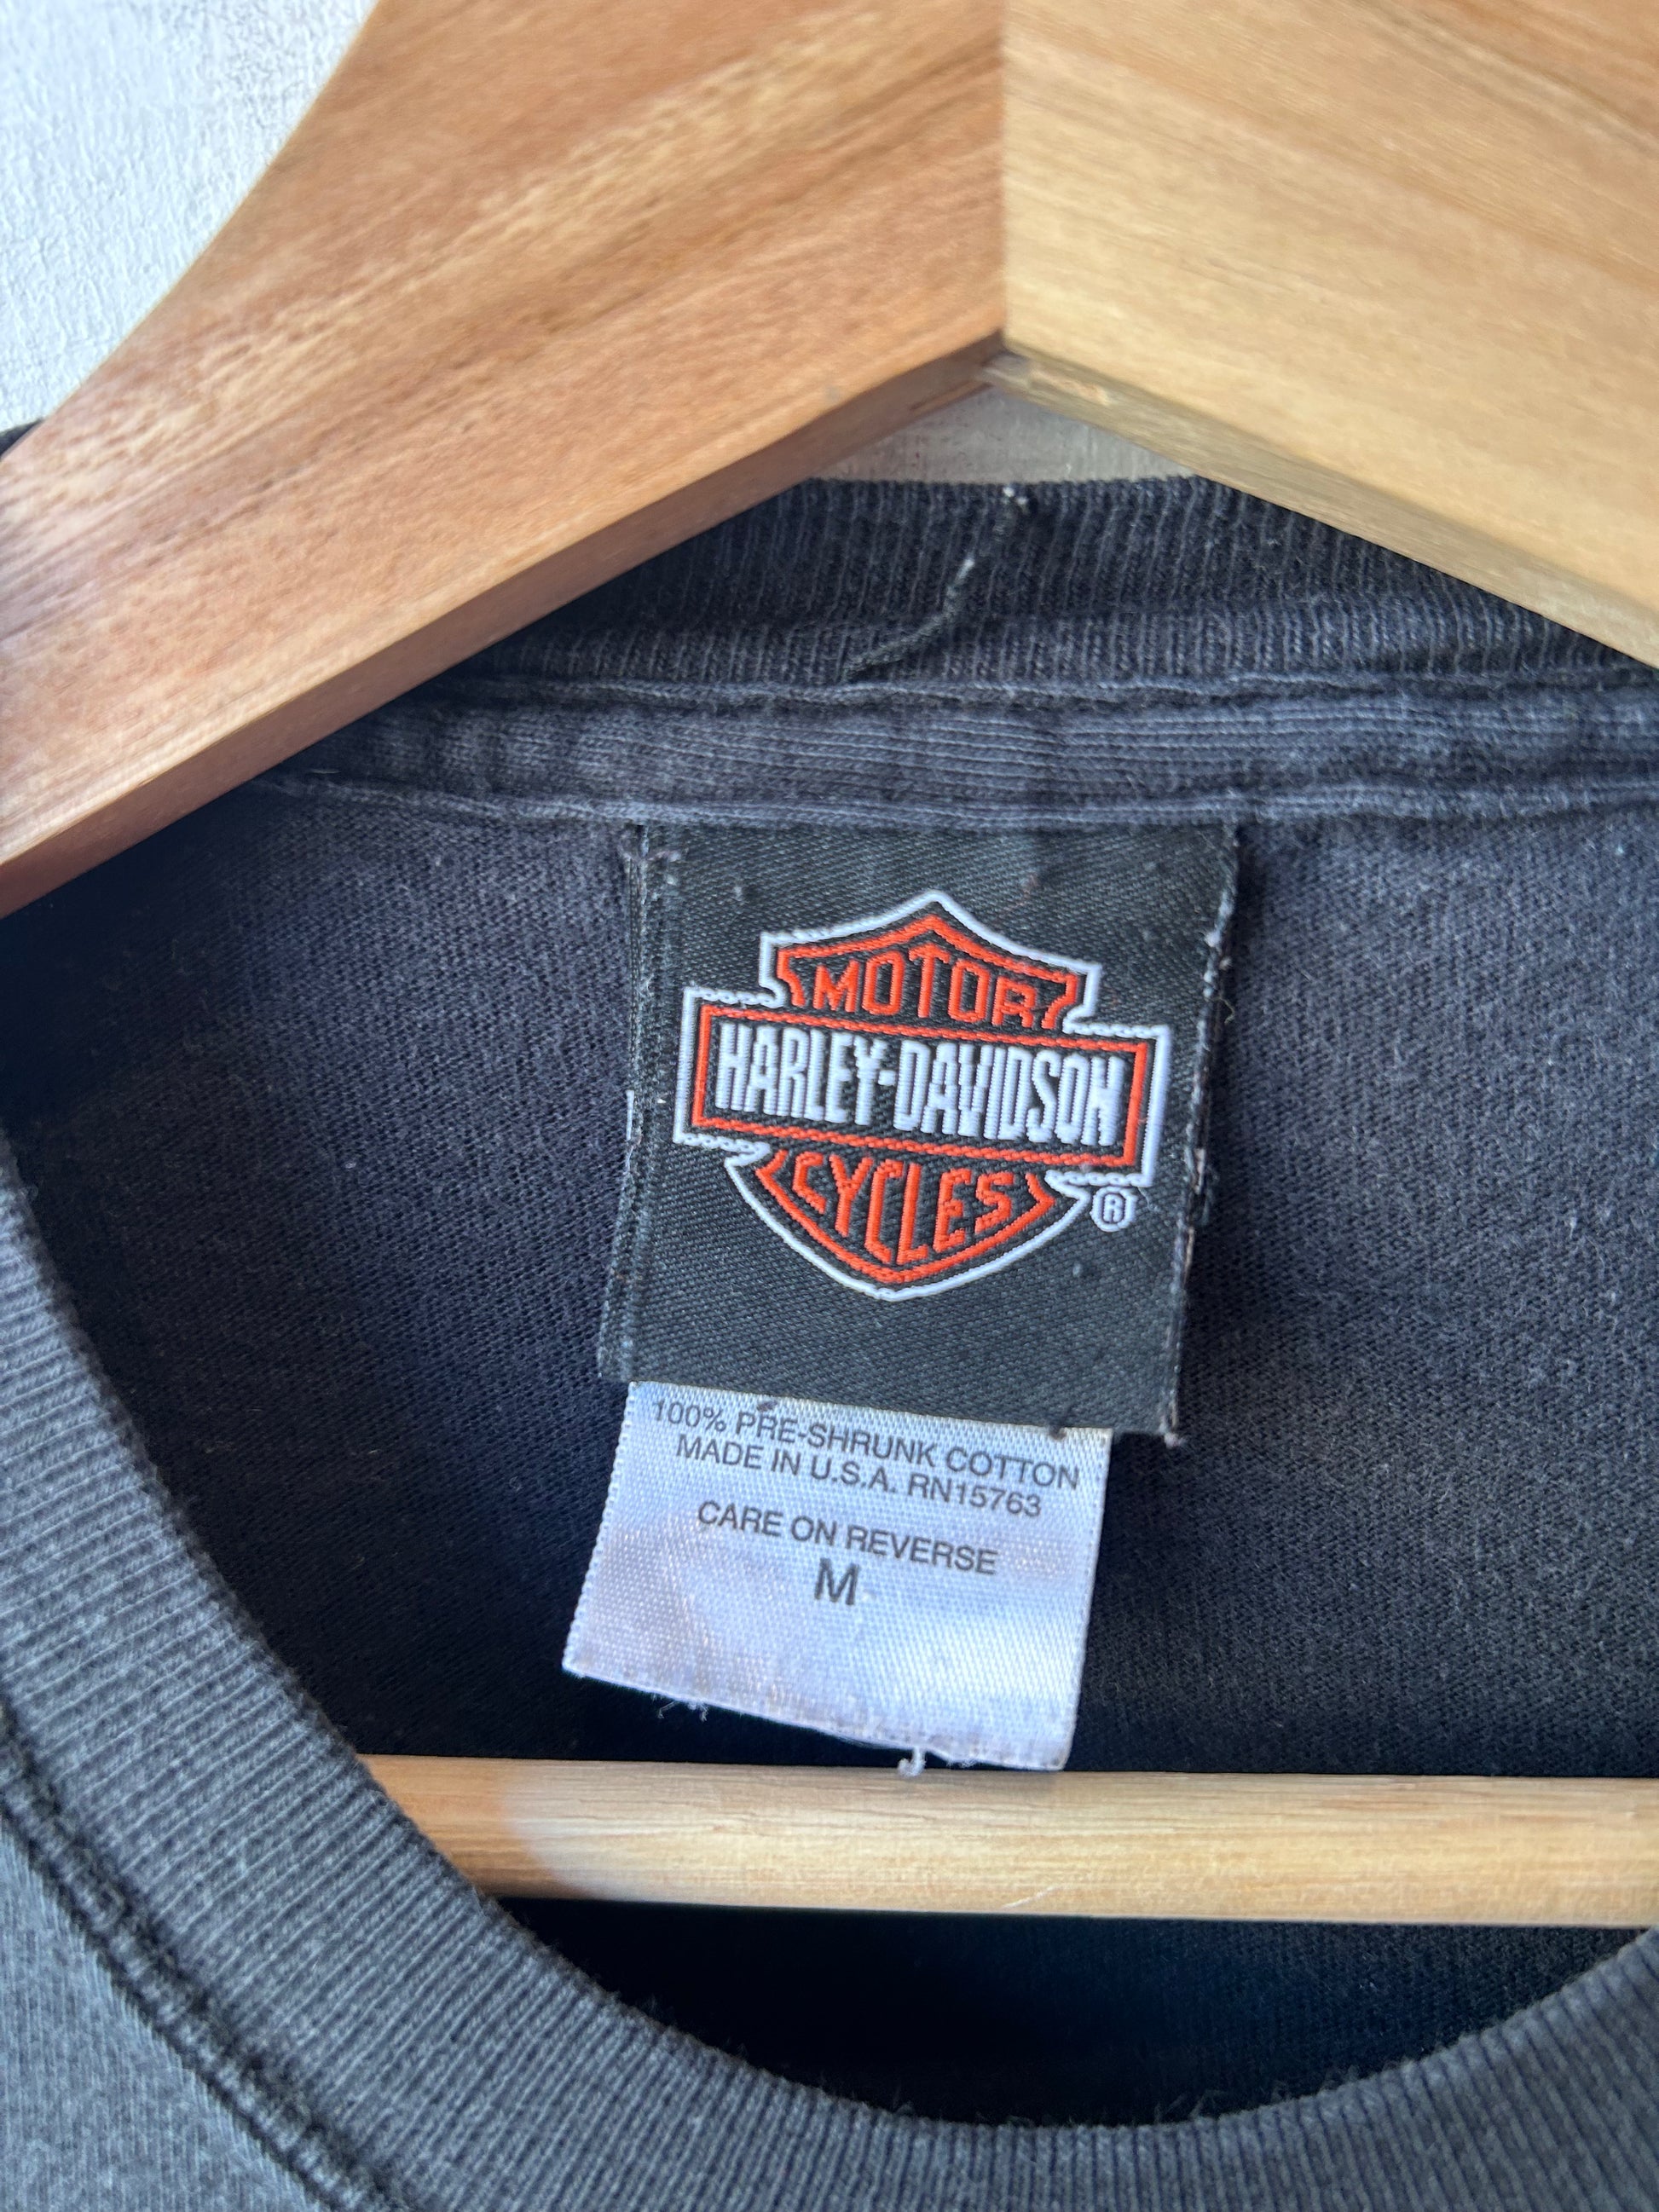 MOTOR
HARLEY-DAVIDSON
CYCLES
®
100% PRE-SHRUNK COTTON
MADE IN U.S.A. RN15763
CARE ON REVERSE
M